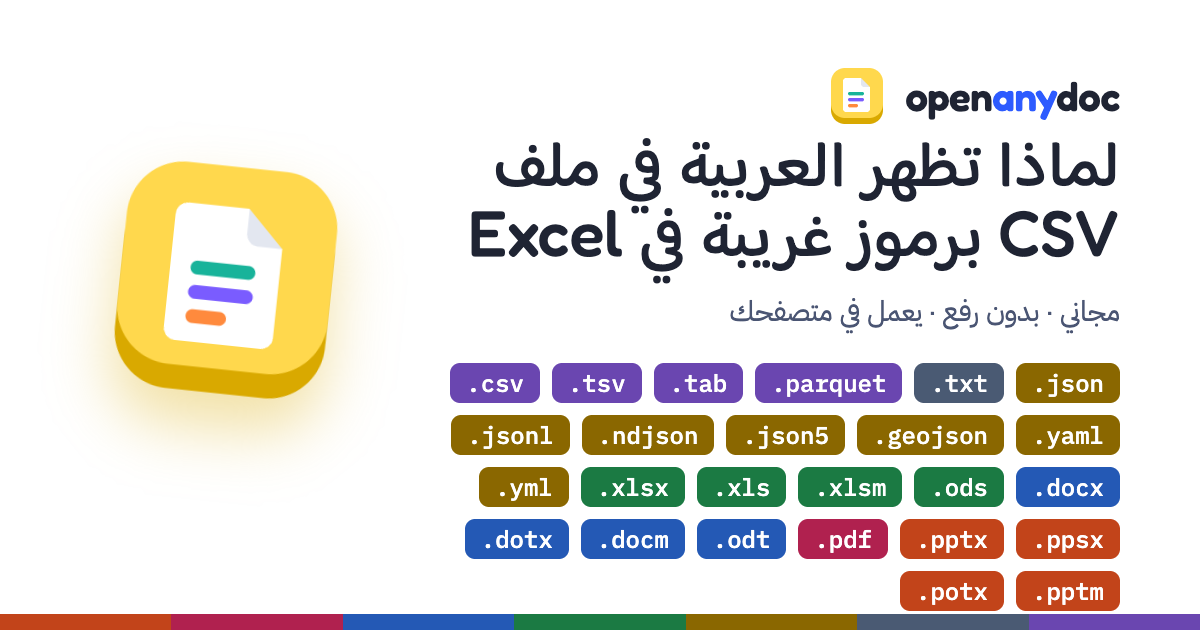 openanydoc
لماذا تظهر العربية في ملف
CSV برموز غريبة في Excel
مجاني · بدون رفع · يعمل في متصفحك
.csv .tsv .tab .parquet .txt .json
.jsonl .ndjson .json5 .geojson .yaml
.yml .xlsx .xls .xlsm .ods .docx
.dotx .docm .odt .pdf .pptx .ppsx
.potx .pptm